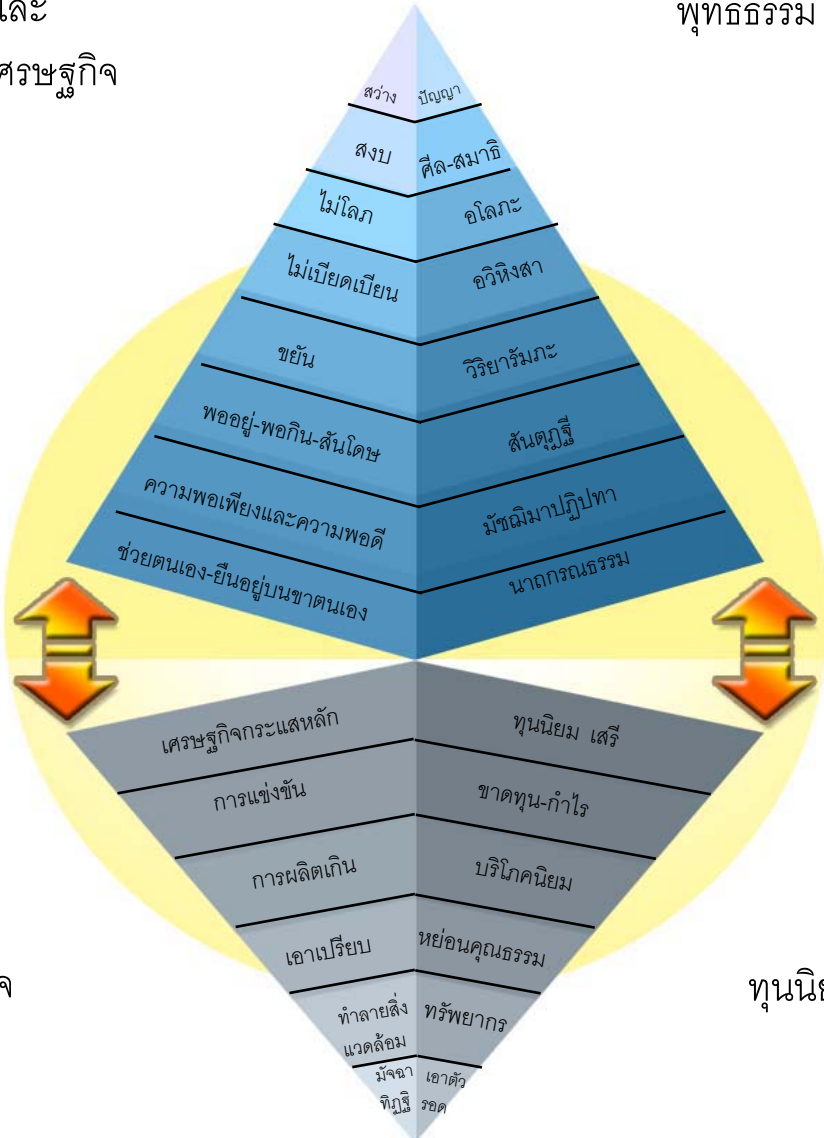 และ
พุทธธรรม
ศรษฐกิจ
สว่าง ปัญญา
สงบ ศีล-สมาธิ
ไม่โลภ อโลภะ
ไม่เบียดเบียน อวิหิงสา
ขยัน วิริยารัมภะ
พออยู่-พอกิน-สันโดษ สันตุฏฐี
ความพอเพียงและความพอดี มัชฌิมาปฏิปทา
ช่วยตนเอง-ยืนอยู่บนขาตนเอง นาถกรณธรรม
เศรษฐกิจกระแสหลัก ทุนนิยม เสรี
การแข่งขัน ขาดทุน-กำไร
การผลิตเกิน บริโภคนิยม
เอาเปรียบ หย่อนคุณธรรม
ทำลายสิ่ง ทรัพยากร
แวดล้อม
มัจฉา เอาตัว
ทิฏฐิ รอด
จ ทุนนิย